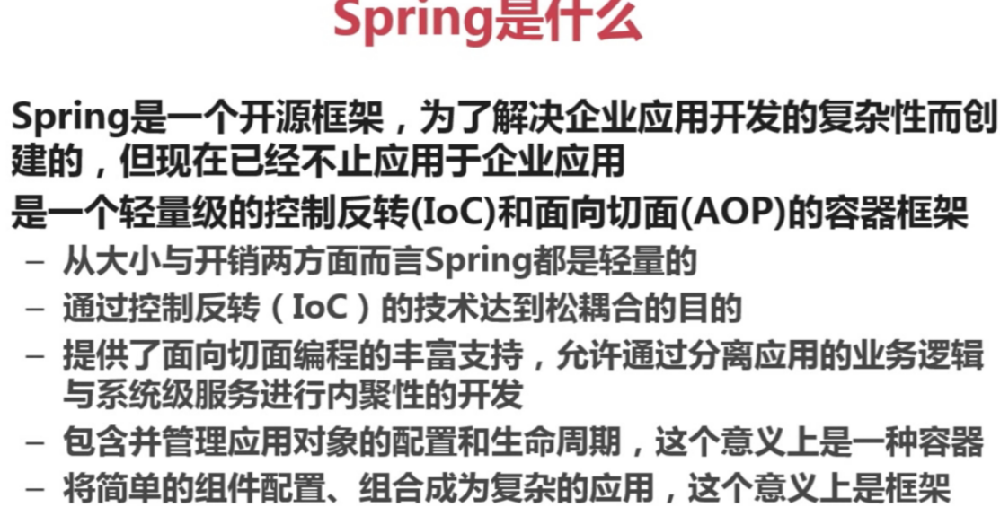 Spring是什么
Spring是一个开源框架，为了解决企业应用开发的复杂性而创
建的，但现在已经不止应用于企业应用
是一个轻量级的控制反转(IoC)和面向切面(AOP)的容器框架
– 从大小与开销两方面而言Spring都是轻量的
– 通过控制反转（IoC）的技术达到松耦合的目的
– 提供了面向切面编程的丰富支持，允许通过分离应用的业务逻辑
与系统级服务进行内聚性的开发
– 包含并管理应用对象的配置和生命周期，这个意义上是一种容器
– 将简单的组件配置、组合成为复杂的应用，这个意义上是框架